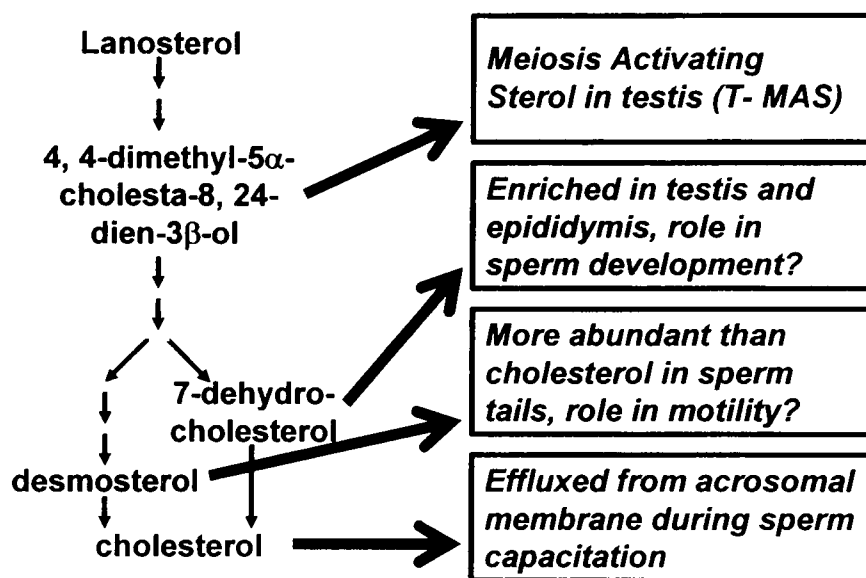 Lanosterol
4, 4-dimethyl-5α-
cholesta-8, 24-
dien-3β-ol
7-dehydro-
cholesterol
desmosterol
cholesterol
Meiosis Activating
Sterol in testis (T- MAS)
Enriched in testis and
epididymis, role in
sperm development?
More abundant than
cholesterol in sperm
tails, role in motility?
Effluxed from acrosomal
membrane during sperm
capacitation